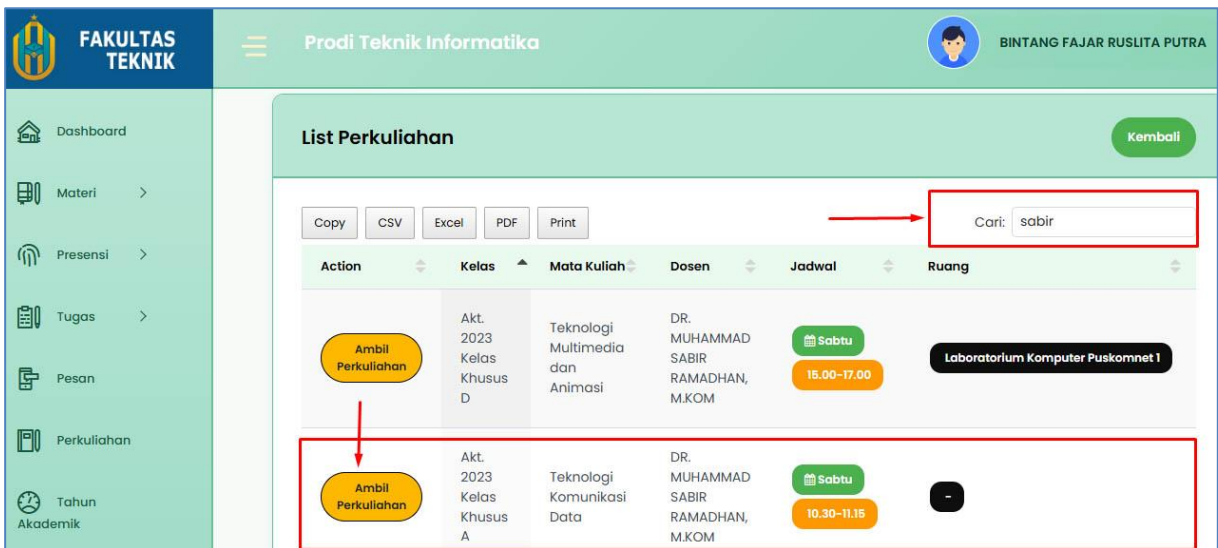 FAKULTAS
TEKNIK
Prodi Teknik Informatika
BINTANG FAJAR RUSLITA PUTRA
Dashboard
Materi
Presensi
Tugas
Pesan
Perkuliahan
Tahun
Akademik
List Perkuliahan
Kembali
Copy CSV Excel PDF Print
Cari: sabir
Action Kelas Mata Kuliah Dosen Jadwal Ruang
Ambil
Perkuliahan
Akt.
2023
Kelas
Khusus
D
Teknologi
Multimedia
dan
Animasi
DR.
MUHAMMAD
SABIR
RAMADHAN,
M.KOM
Sabtu
15.00-17.00
Laboratorium Komputer Puskomnet 1
Ambil
Perkuliahan
Akt.
2023
Kelas
Khusus
A
Teknologi
Komunikasi
Data
DR.
MUHAMMAD
SABIR
RAMADHAN,
M.KOM
Sabtu
10.30-11.15
-